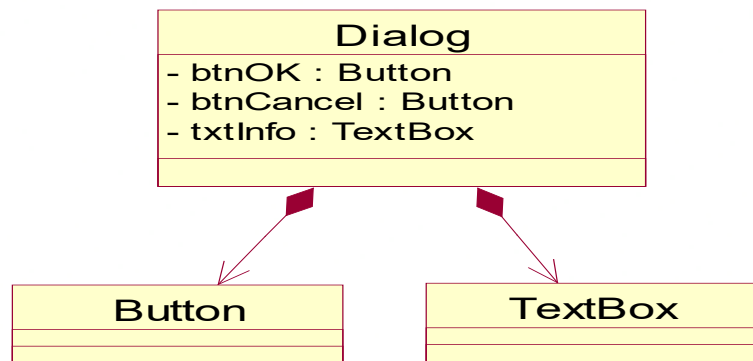 Dialog
- btnOK : Button
- btnCancel : Button
- txtInfo : TextBox
Button
TextBox